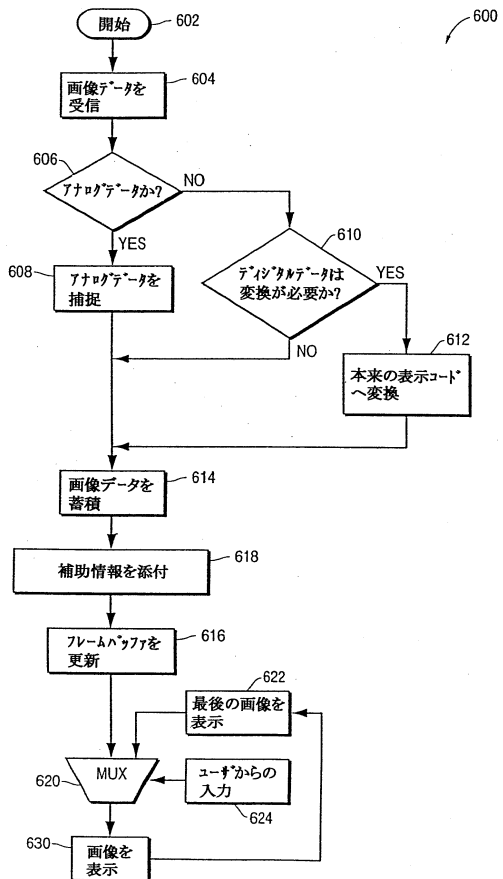 600
開始
602
画像ﾃﾞｰﾀを
受信
604
606
ｱﾅﾛｸﾞﾃﾞｰﾀか?
NO
YES
610
ﾃﾞｨｼﾞﾀﾙﾃﾞｰﾀは
変換が必要か?
YES
NO
608
ｱﾅﾛｸﾞﾃﾞｰﾀを
捕捉
612
本来の表示ｺｰﾄﾞ
へ変換
画像ﾃﾞｰﾀを
蓄積
614
補助情報を添付
618
ﾌﾚｰﾑﾊﾞｯﾌｧを
更新
616
622
最後の画像を
表示
MUX
620
ﾕｰｻﾞからの
入力
624
630
画像を
表示